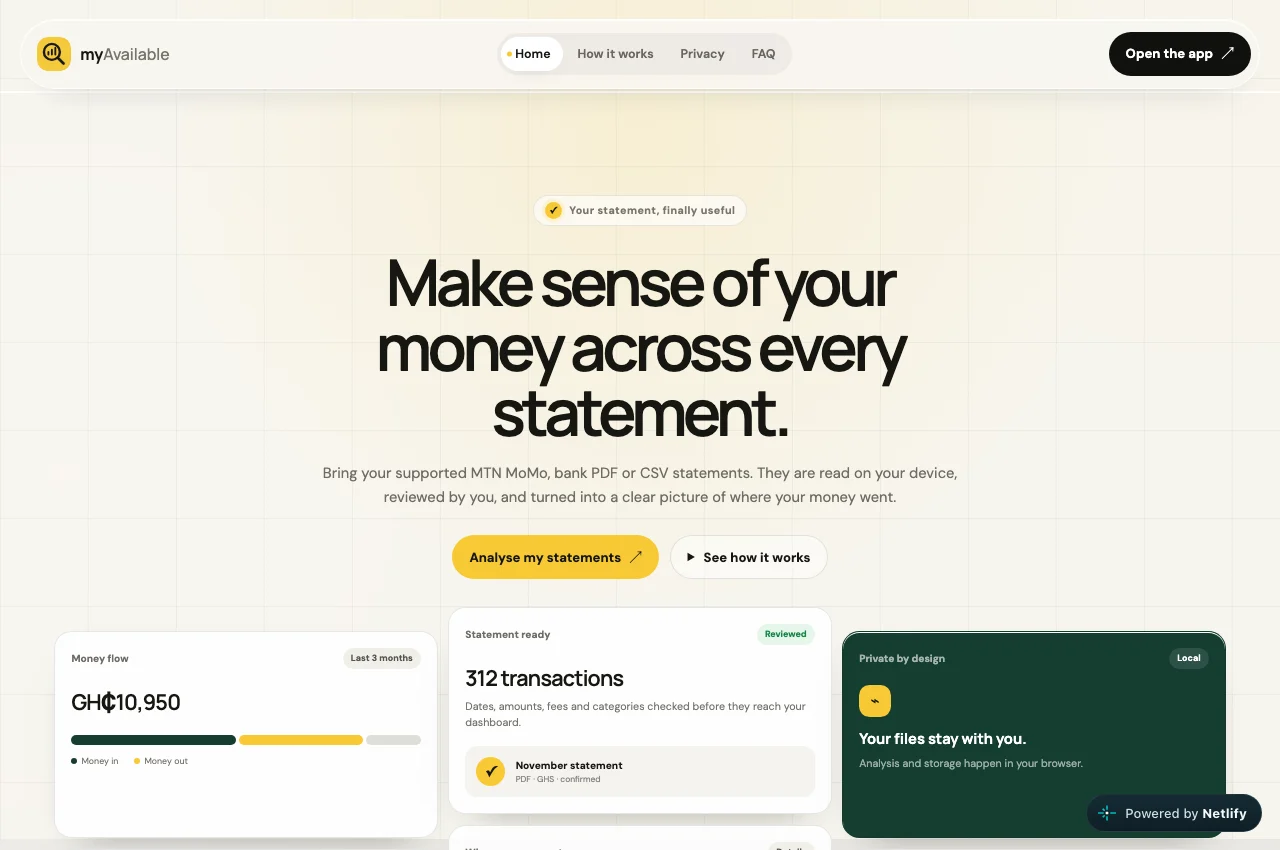 myAvailable
Home
How it works
Privacy
FAQ
Open the app ↗
✓ Your statement, finally useful
Make sense of your
money across every
statement.
Bring your supported MTN MoMo, bank PDF or CSV statements. They are read on your device,
reviewed by you, and turned into a clear picture of where your money went.
Analyse my statements ↗
▶ See how it works
Money flow
Last 3 months
GH₵10,950
Money in
Money out
Statement ready
Reviewed
312 transactions
Dates, amounts, fees and categories checked before they reach your
dashboard.
✓
November statement
PDF · GHS · confirmed
Private by design
Local
Your files stay with you.
Analysis and storage happen in your browser.
Powered by Netlify